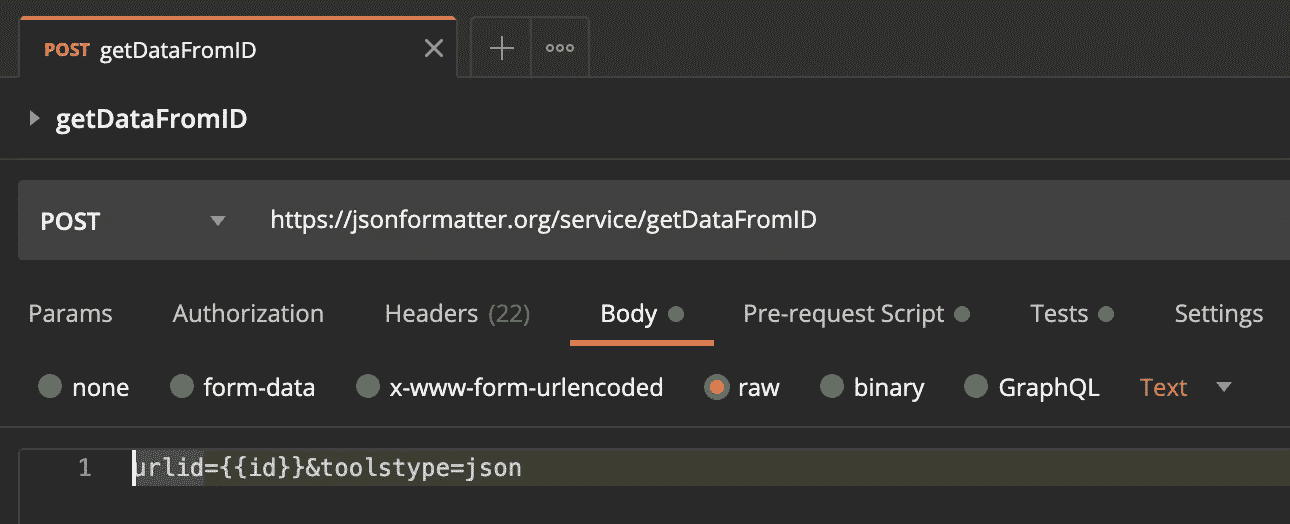 POST getDataFromID
getDataFromID
POST https://jsonformatter.org/service/getDataFromID
Params Authorization Headers (22) Body Pre-request Script Tests Settings
none form-data x-www-form-urlencoded raw binary GraphQL Text
1 urlid={{id}}&toolstype=json